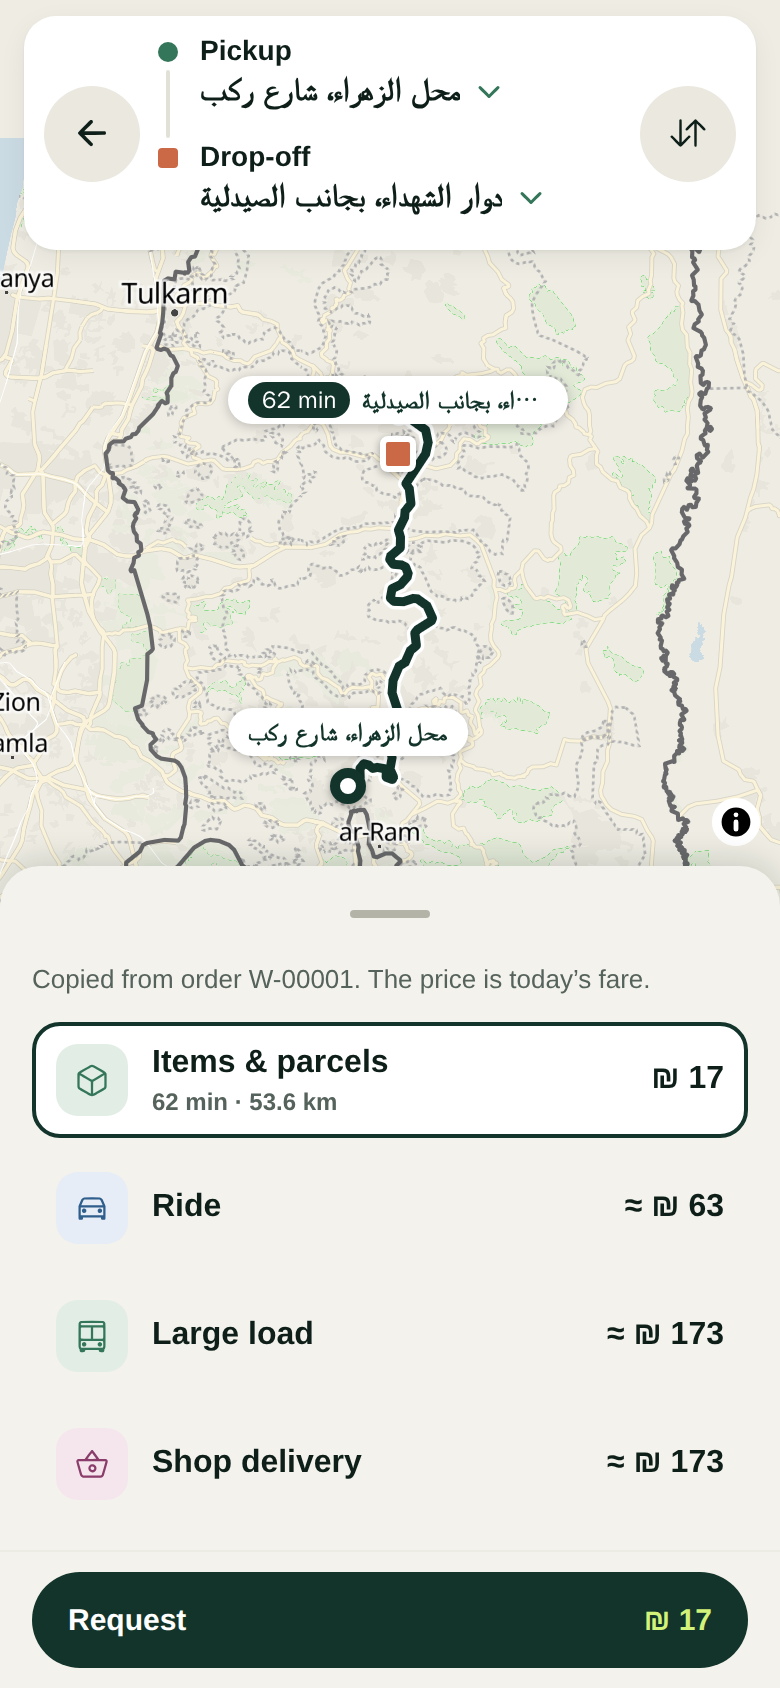 Pickup
محل الزهراء، شارع ركب
Drop-off
دوار الشهداء، بجانب الصيدلية
anya
Tulkarm
62 min
اء، بجانب الصيدلية…
محل الزهراء، شارع ركب
Zion
amla
ar-Ram
Copied from order W-00001. The price is today’s fare.
Items & parcels
₪ 17
62 min · 53.6 km
Ride
≈ ₪ 63
Large load
≈ ₪ 173
Shop delivery
≈ ₪ 173
Request
₪ 17